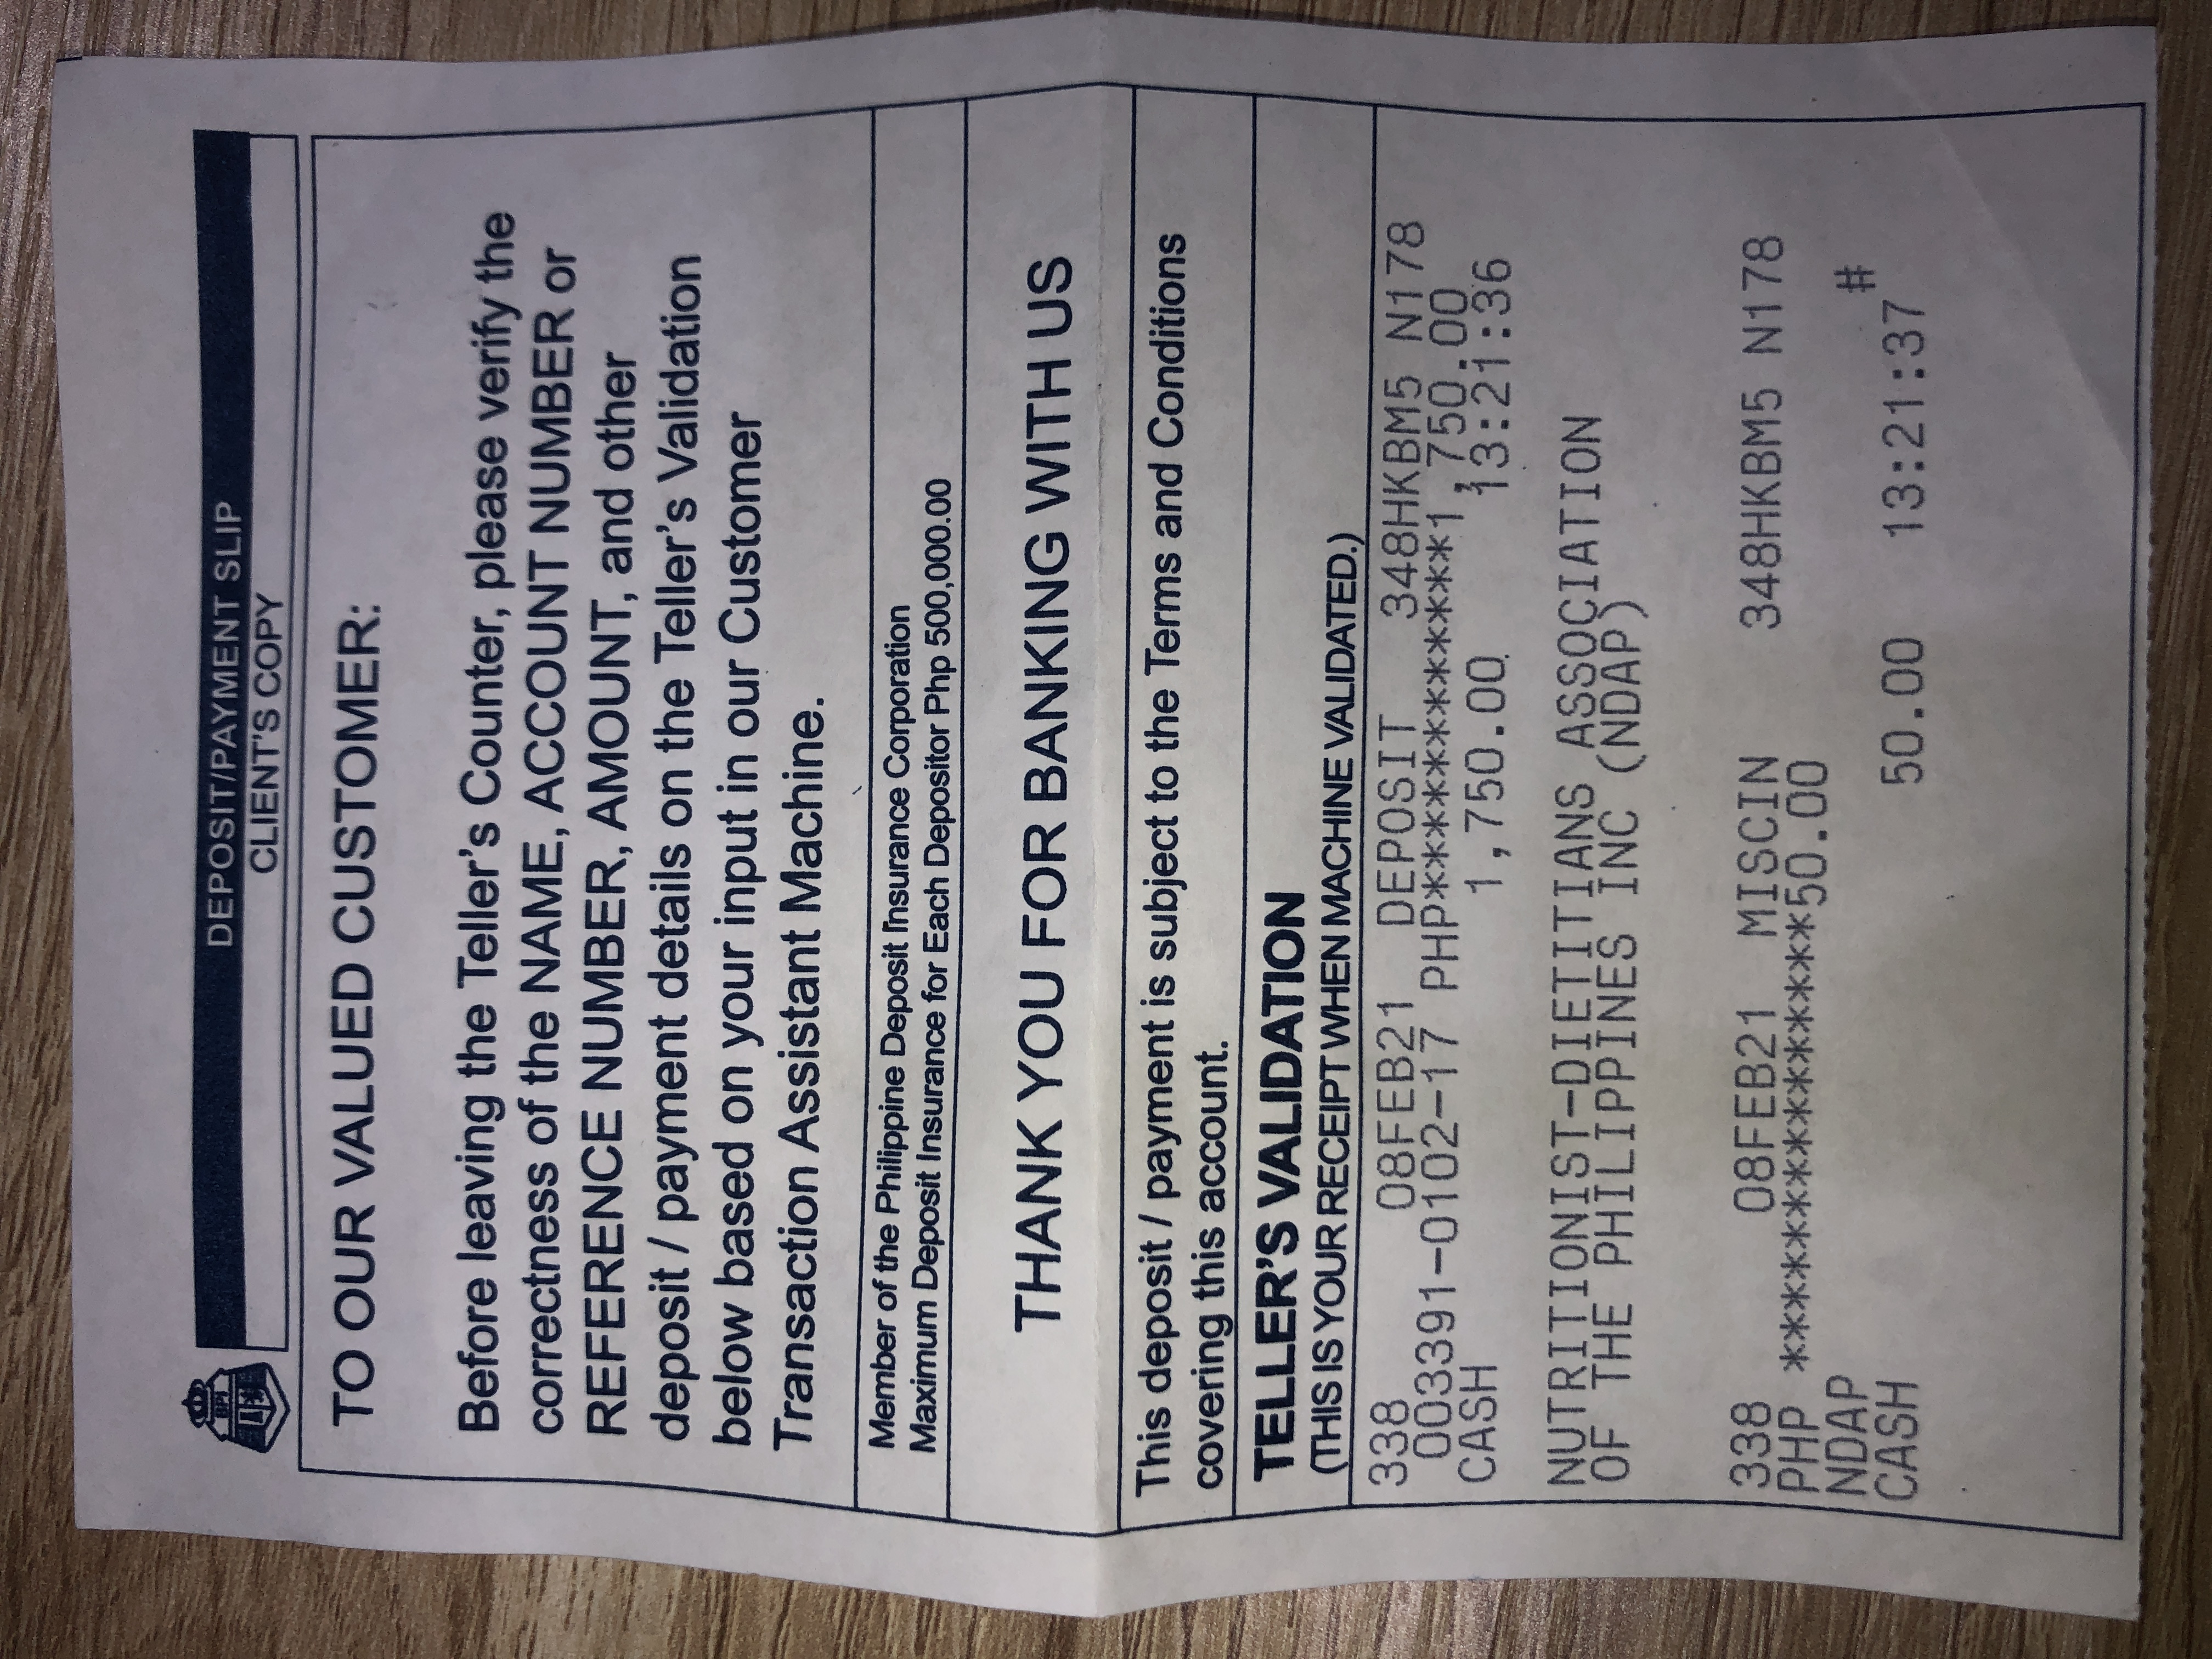 BPI
DEPOSIT/PAYMENT SLIP
CLIENT'S COPY
TO OUR VALUED CUSTOMER:
Before leaving the Teller's Counter, please verify the
correctness of the NAME, ACCOUNT NUMBER or
REFERENCE NUMBER, AMOUNT, and other
deposit / payment details on the Teller's Validation
below based on your input in our Customer
Transaction Assistant Machine.
Member of the Philippine Deposit Insurance Corporation
Maximum Deposit Insurance for Each Depositor Php 500,000.00
THANK YOU FOR BANKING WITH US
This deposit / payment is subject to the Terms and Conditions
covering this account.
TELLER'S VALIDATION
(THIS IS YOUR RECEIPT WHEN MACHINE VALIDATED.)
338 08FEB21 DEPOSIT 348HKBM5 N178
003391-0102-17 PHP************1,750.00
CASH 1,750.00 13:21:36
NUTRITIONIST-DIETITIANS ASSOCIATION
OF THE PHILIPPINES INC (NDAP)
338 08FEB21 MISCIN 348HKBM5 N178
PHP ***************50.00
NDAP #
CASH 50.00 13:21:37